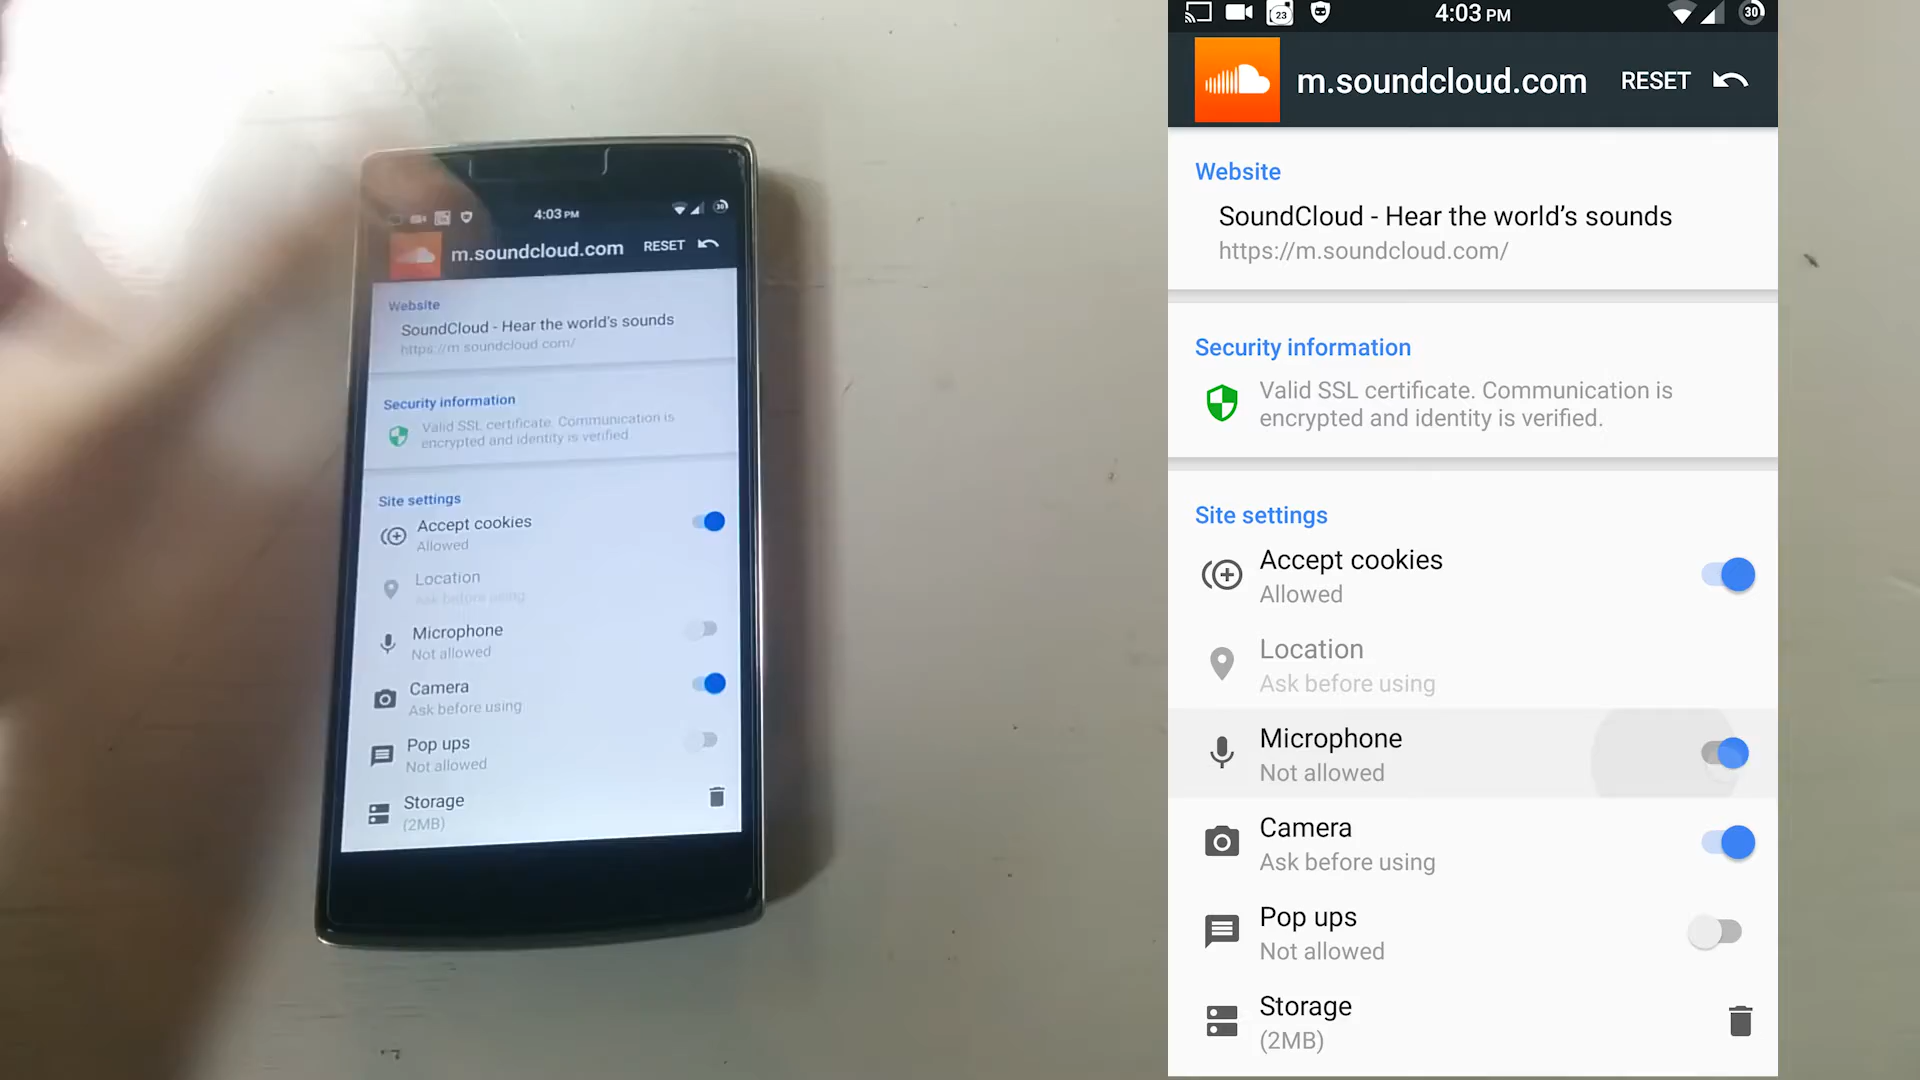 4:03 PM
30
m.soundcloud.com RESET
Website
SoundCloud - Hear the world's sounds
https://m.soundcloud.com/
Security information
Valid SSL certificate. Communication is
encrypted and identity is verified.
Site settings
Accept cookies
Allowed
Location
Ask before using
Microphone
Not allowed
Camera
Ask before using
Pop ups
Not allowed
Storage
(2MB)
23
4:03 PM
30
m.soundcloud.com RESET
Website
SoundCloud - Hear the world’s sounds
https://m.soundcloud.com/
Security information
Valid SSL certificate. Communication is
encrypted and identity is verified.
Site settings
Accept cookies
Allowed
Location
Ask before using
Microphone
Not allowed
Camera
Ask before using
Pop ups
Not allowed
Storage
(2MB)